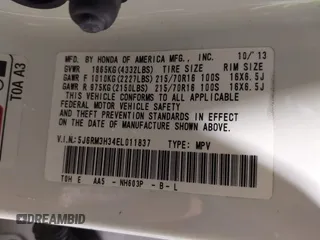 MFD. BY HONDA OF AMERICA MFG., INC. 10/13
GVWR 1965KG(4332LBS) TIRE SIZE RIM SIZE
GAWR F 1010KG(2227LBS) 215/70R16 100S 16X6.5J
GAWR R 975KG(2150LBS) 215/70R16 100S 16X6.5J
THIS VEHICLE CONFORMS TO ALL APPLICABLE
FEDERAL MOTOR VEHICLE SAFETY AND
THEFT PREVENTION STANDARDS IN EFFECT ON
THE DATE OF MANUFACTURE SHOWN ABOVE.
V.I.N:5J6RM3H34EL011837 TYPE: MPV
T0H E AA5 - NH603P - B - L
T0A A3
DREAMBID